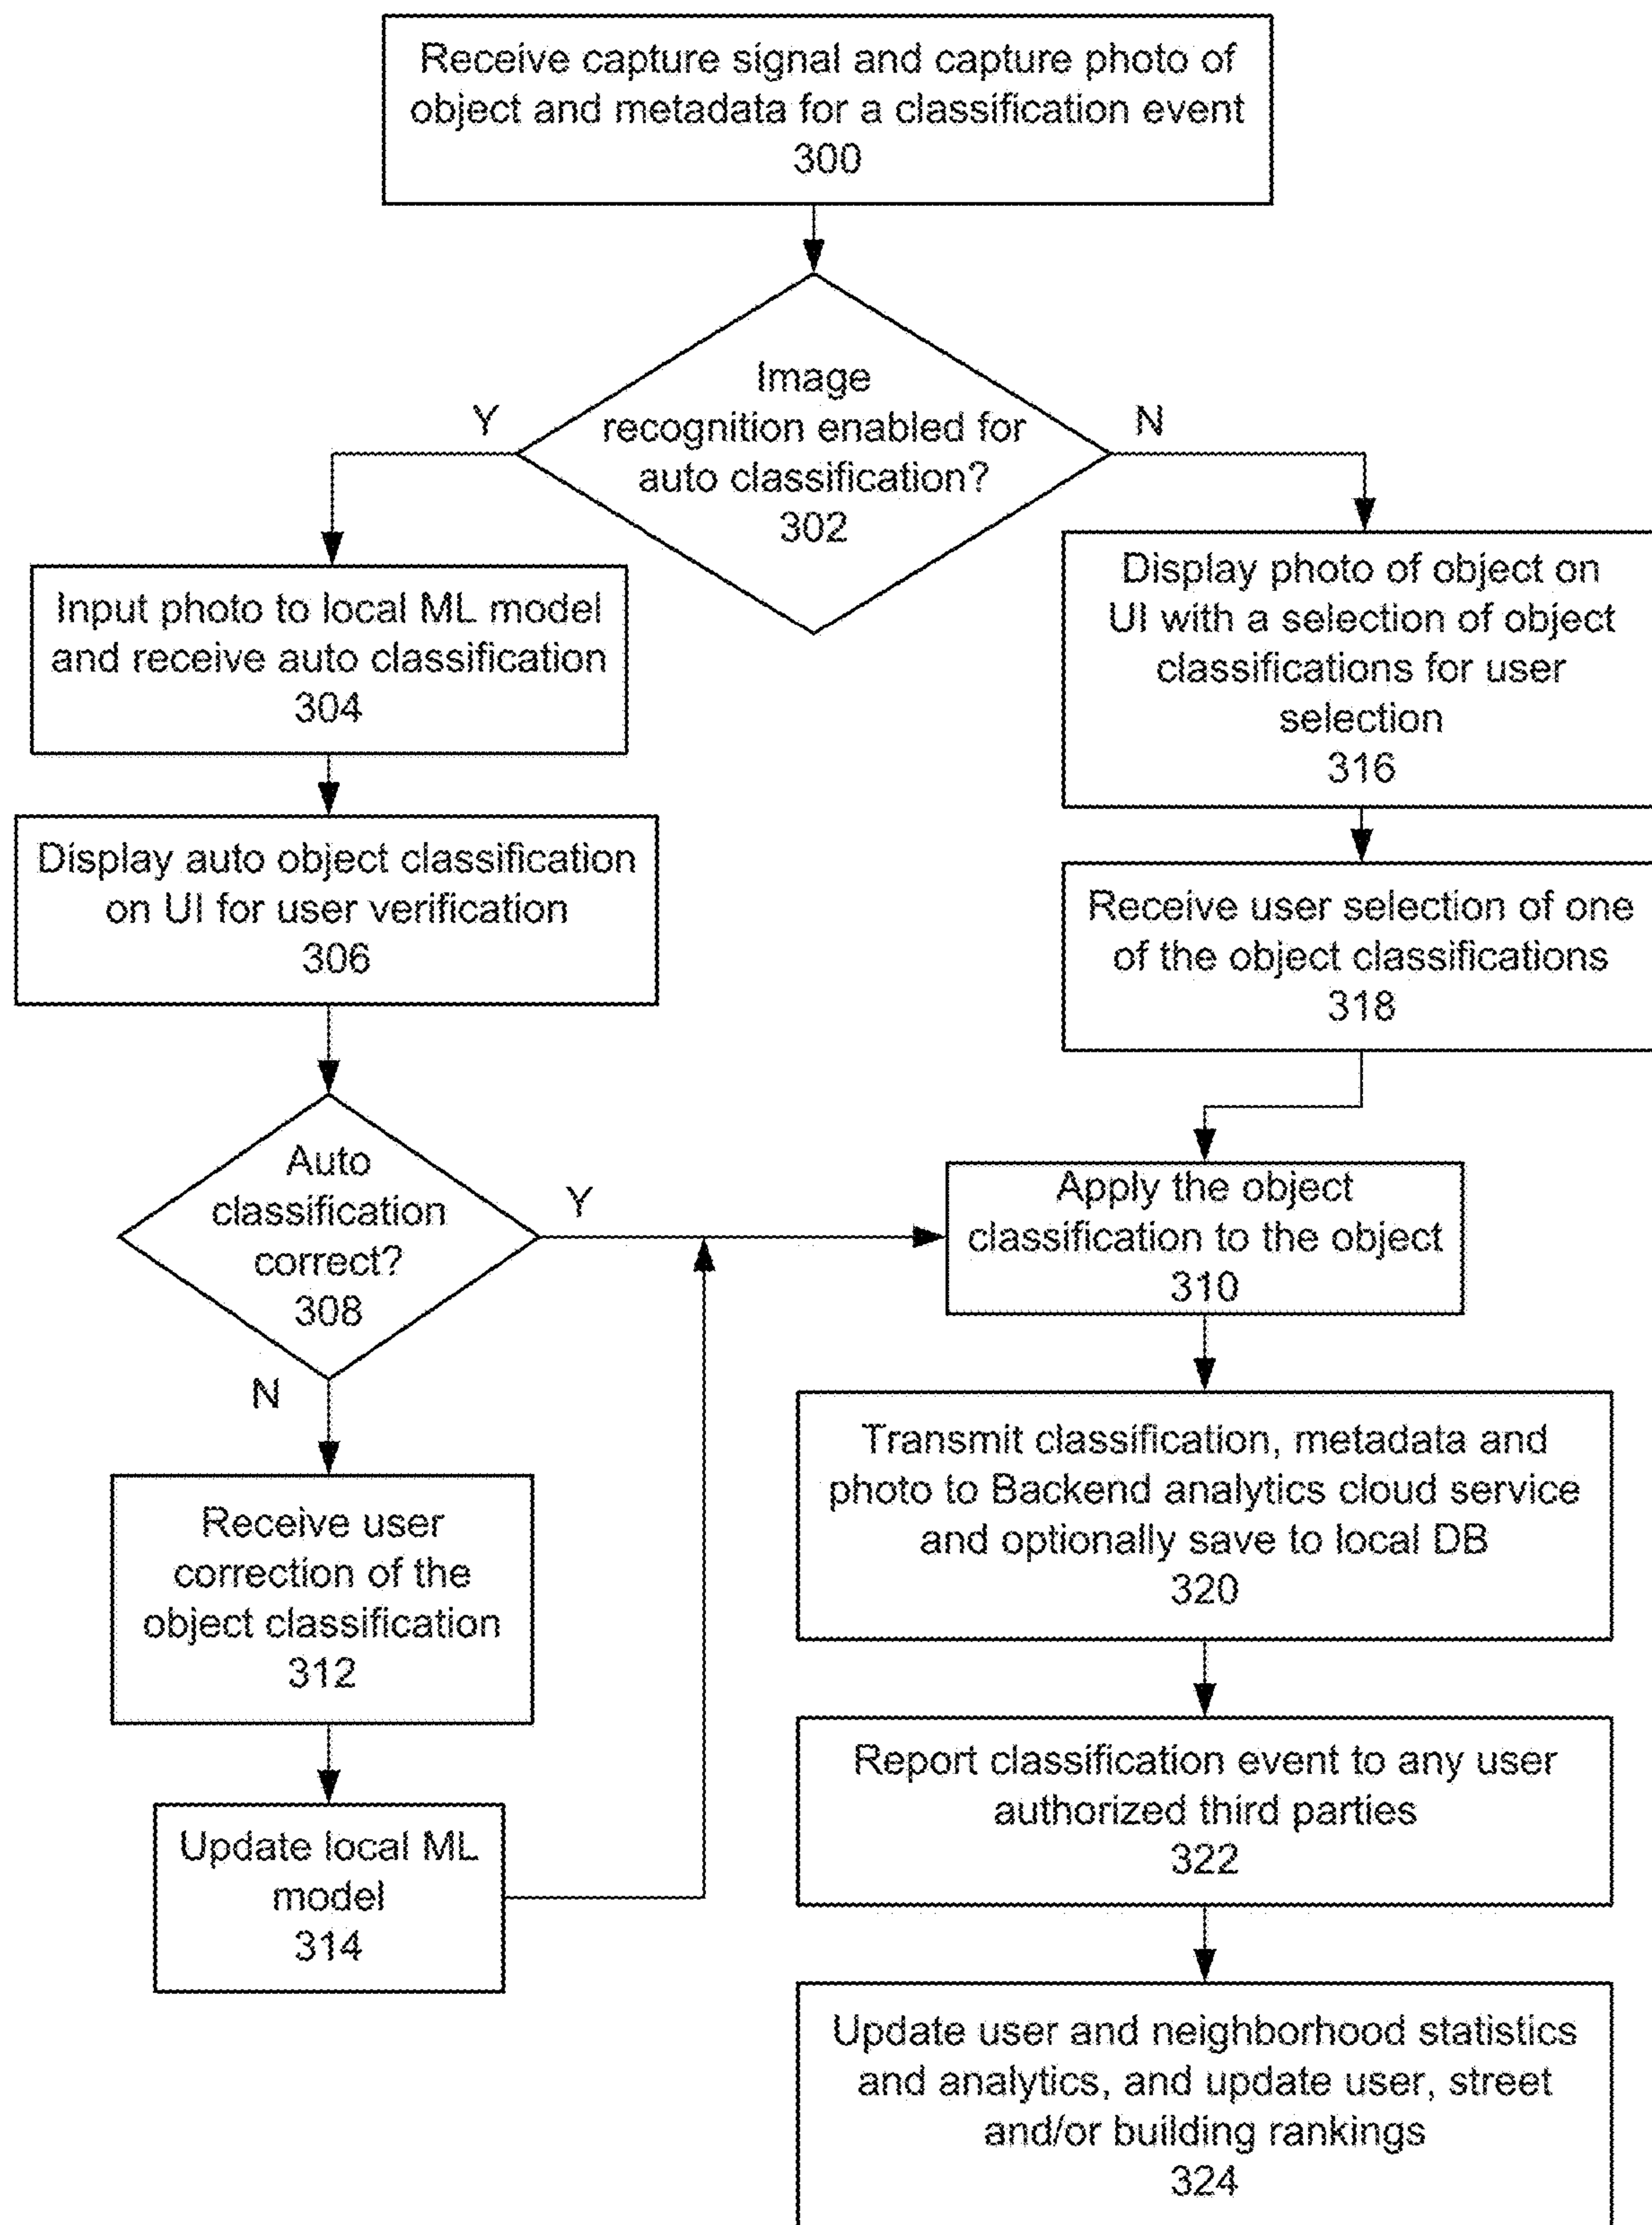 Receive capture signal and capture photo of
object and metadata for a classification event
300
Image
recognition enabled for
auto classification?
302
Y
N
Input photo to local ML model
and receive auto classification
304
Display photo of object on
UI with a selection of object
classifications for user
selection
316
Display auto object classification
on UI for user verification
306
Receive user selection of one
of the object classifications
318
Auto
classification
correct?
308
Y
N
Apply the object
classification to the object
310
Receive user
correction of the
object classification
312
Transmit classification, metadata and
photo to Backend analytics cloud service
and optionally save to local DB
320
Update local ML
model
314
Report classification event to any user
authorized third parties
322
Update user and neighborhood statistics
and analytics, and update user, street
and/or building rankings
324